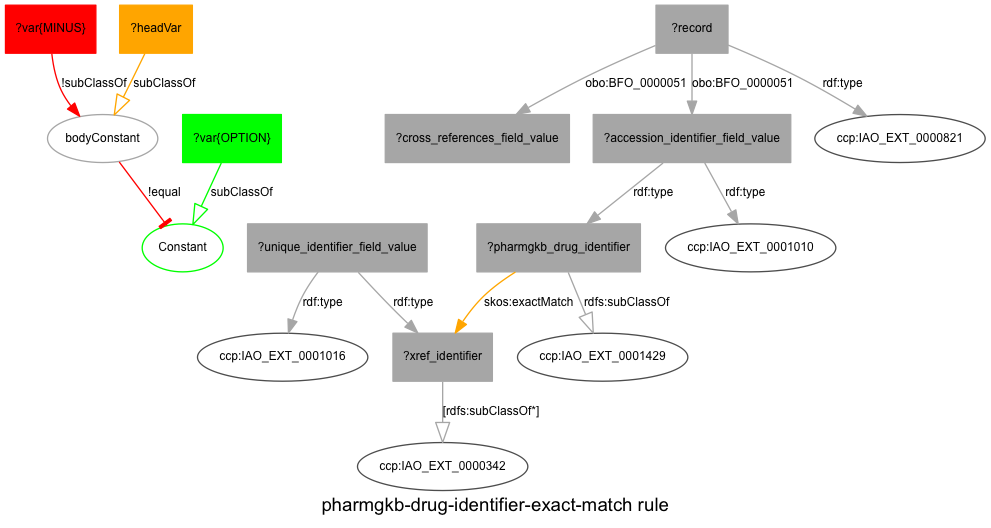 ?var{MINUS}
?headVar
?record
!subClassOf
subClassOf
obo:BFO_0000051
obo:BFO_0000051
rdf:type
bodyConstant
?var{OPTION}
?cross_references_field_value
?accession_identifier_field_value
ccp:IAO_EXT_0000821
!equal
subClassOf
rdf:type
rdf:type
Constant
?unique_identifier_field_value
?pharmgkb_drug_identifier
ccp:IAO_EXT_0001010
rdf:type
rdf:type
skos:exactMatch
rdfs:subClassOf
ccp:IAO_EXT_0001016
?xref_identifier
ccp:IAO_EXT_0001429
[rdfs:subClassOf*]
ccp:IAO_EXT_0000342
pharmgkb-drug-identifier-exact-match rule